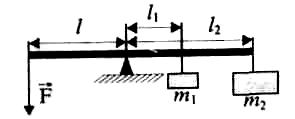 l l₁ l₂
F⃗ m₁ m₂